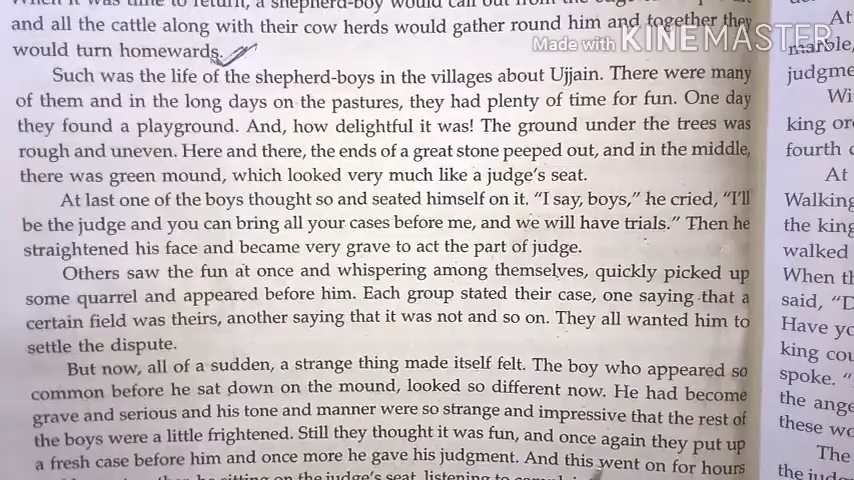 and all the cattle along with their cow herds would gather round him and together they
would turn homewards.
Made with KINEMASTER
Such was the life of the shepherd-boys in the villages about Ujjain. There were many
of them and in the long days on the pastures, they had plenty of time for fun. One day
they found a playground. And, how delightful it was! The ground under the trees was
rough and uneven. Here and there, the ends of a great stone peeped out, and in the middle,
there was green mound, which looked very much like a judge's seat.
At last one of the boys thought so and seated himself on it. "I say, boys," he cried, "I'll
be the judge and you can bring all your cases before me, and we will have trials." Then he
straightened his face and became very grave to act the part of judge.
Others saw the fun at once and whispering among themselves, quickly picked up
some quarrel and appeared before him. Each group stated their case, one saying that a
certain field was theirs, another saying that it was not and so on. They all wanted him to
settle the dispute.
But now, all of a sudden, a strange thing made itself felt. The boy who appeared so
common before he sat down on the mound, looked so different now. He had become
grave and serious and his tone and manner were so strange and impressive that the rest of
the boys were a little frightened. Still they thought it was fun, and once again they put up
a fresh case before him and once more he gave his judgment. And this went on for hours
sitting on the judge's seat, listening to
At
marble,
judgme
Wi
king or
fourth
At
Walking
the king
walked
When th
said, "D
Have yo
king cou
spoke. "
the ange
these wo
The
the judg